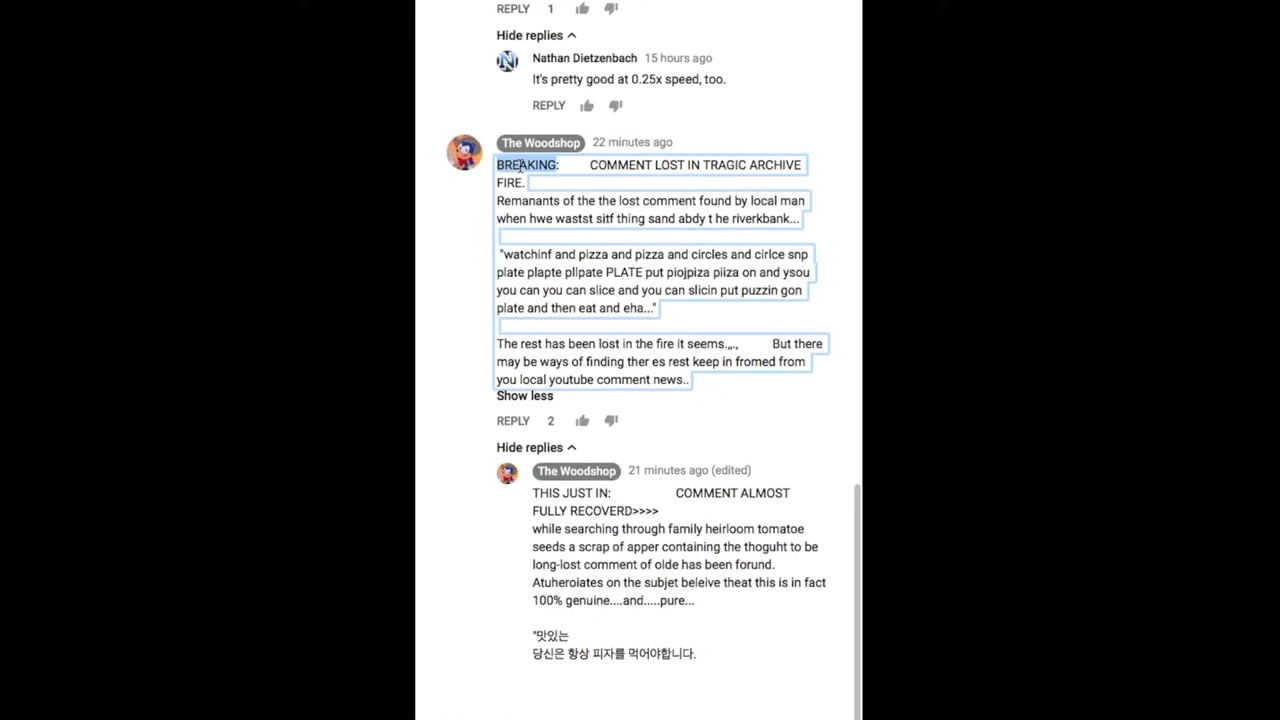 REPLY 1
Hide replies
Nathan Dietzenbach 15 hours ago
It's pretty good at 0.25x speed, too.
REPLY
The Woodshop 22 minutes ago
BREAKING: COMMENT LOST IN TRAGIC ARCHIVE
FIRE.
Remanants of the the lost comment found by local man
when hwe wastst sitf thing sand abdy t he riverkbank...
"watchinf and pizza and pizza and circles and cirlce snp
plate plapte pllpate PLATE put piojpiza piiza on and ysou
you can you can slice and you can slicin put puzzin gon
plate and then eat and eha..."
The rest has been lost in the fire it seems.,,.., But there
may be ways of finding ther es rest keep in fromed from
you local youtube comment news..
Show less
REPLY 2
Hide replies
The Woodshop 21 minutes ago (edited)
THIS JUST IN: COMMENT ALMOST
FULLY RECOVERD>>>>
while searching through family heirloom tomatoe
seeds a scrap of apper containing the thoguht to be
long-lost comment of olde has been forund.
Atuheroiates on the subjet beleive theat this is in fact
100% genuine....and.....pure...
"맛있는
당신은 항상 피자를 먹어야합니다.